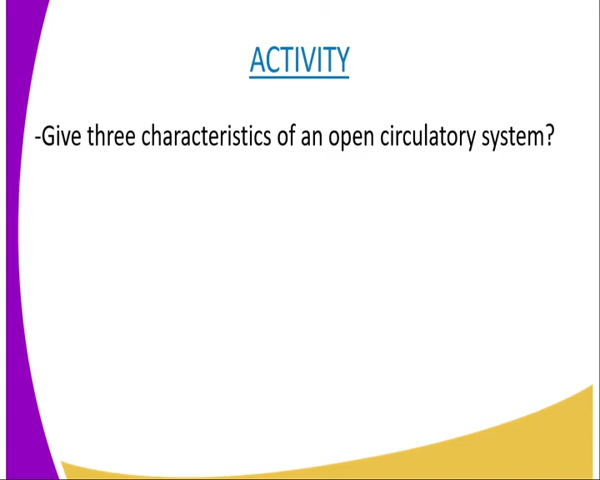 ACTIVITY
-Give three characteristics of an open circulatory system?